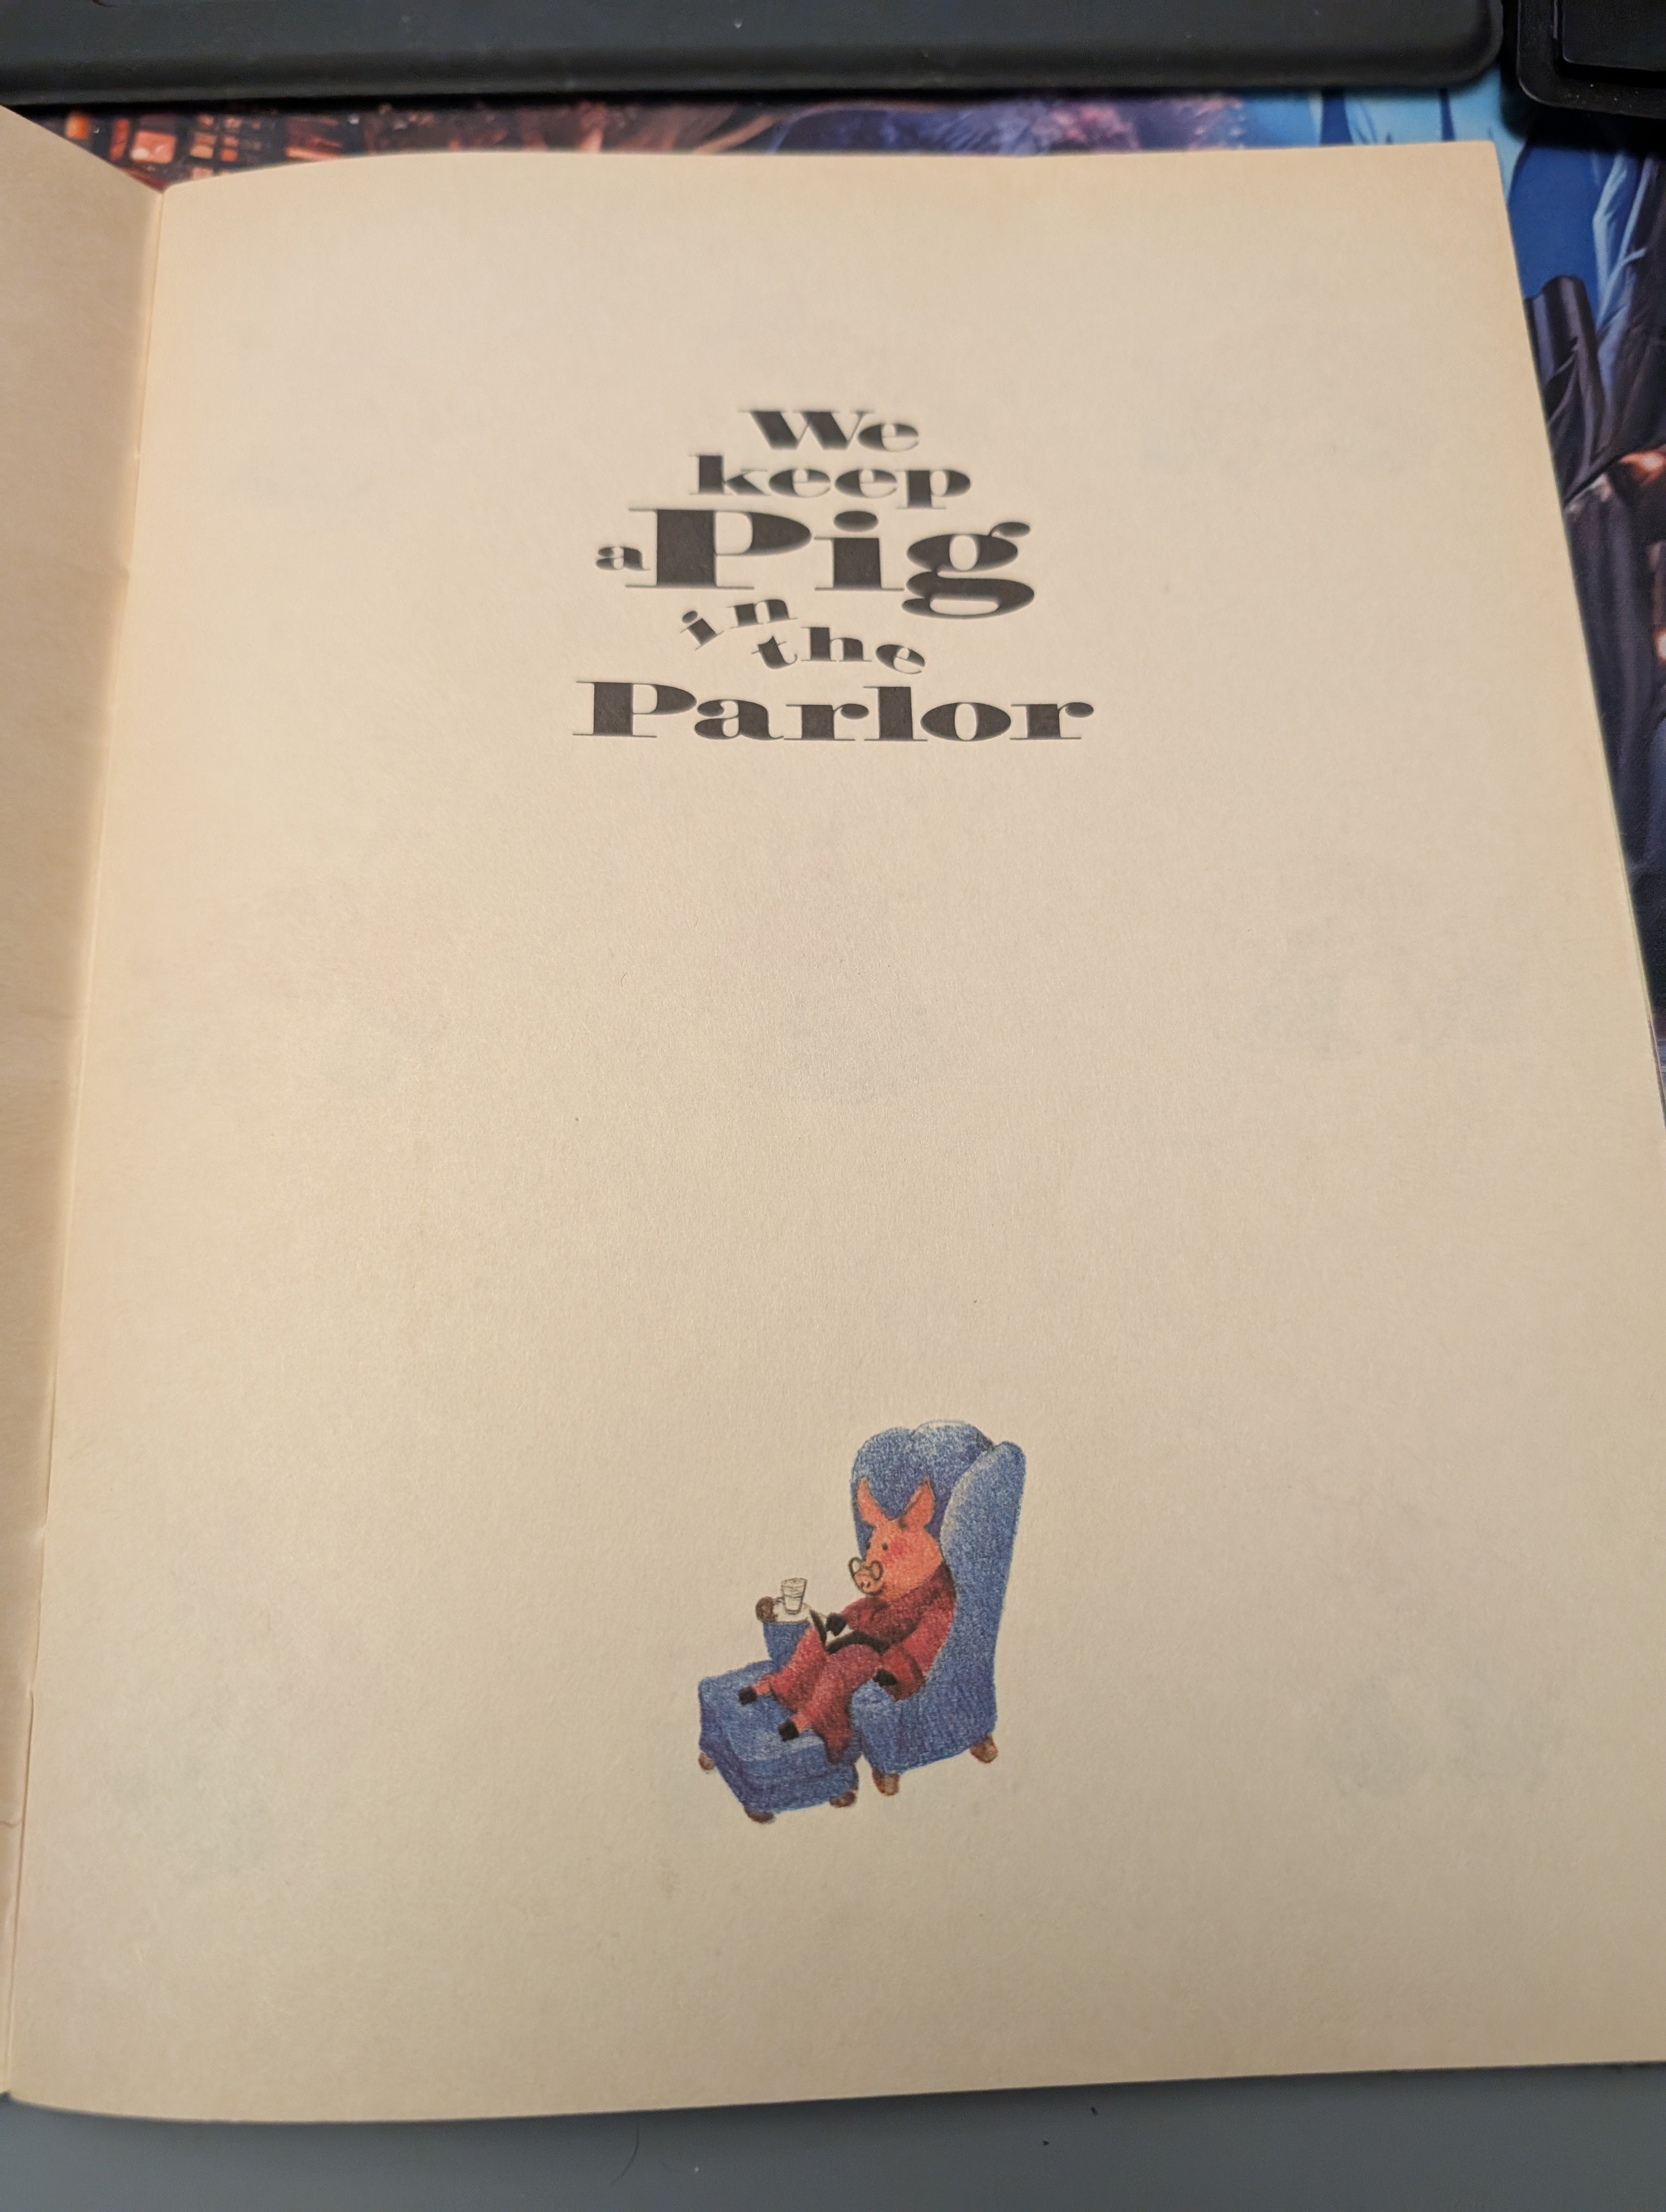 We
keep
a Pig
in
the
Parlor